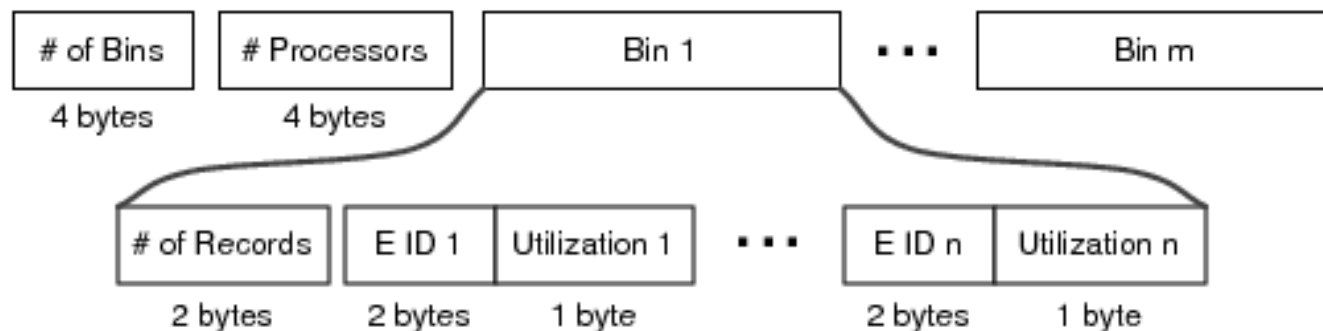 # of Bins # Processors Bin 1 ... Bin m
4 bytes 4 bytes
# of Records E ID 1 Utilization 1 ... E ID n Utilization n
2 bytes 2 bytes 1 byte 2 bytes 1 byte